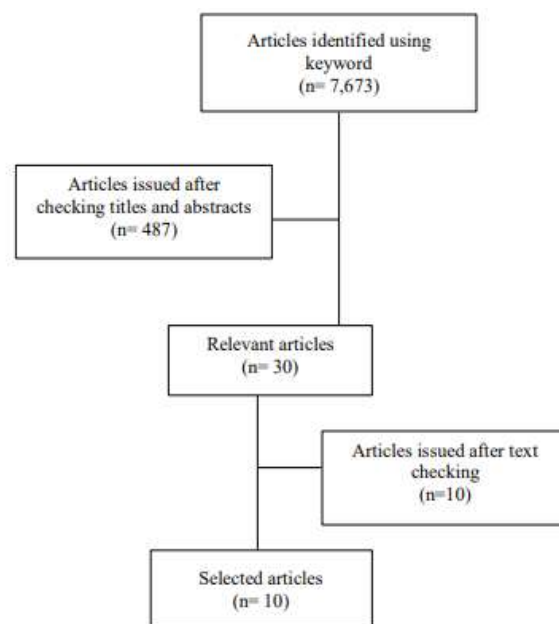 Articles identified using
keyword
(n= 7,673)
Articles issued after
checking titles and abstracts
(n= 487)
Relevant articles
(n= 30)
Articles issued after text
checking
(n=10)
Selected articles
(n= 10)